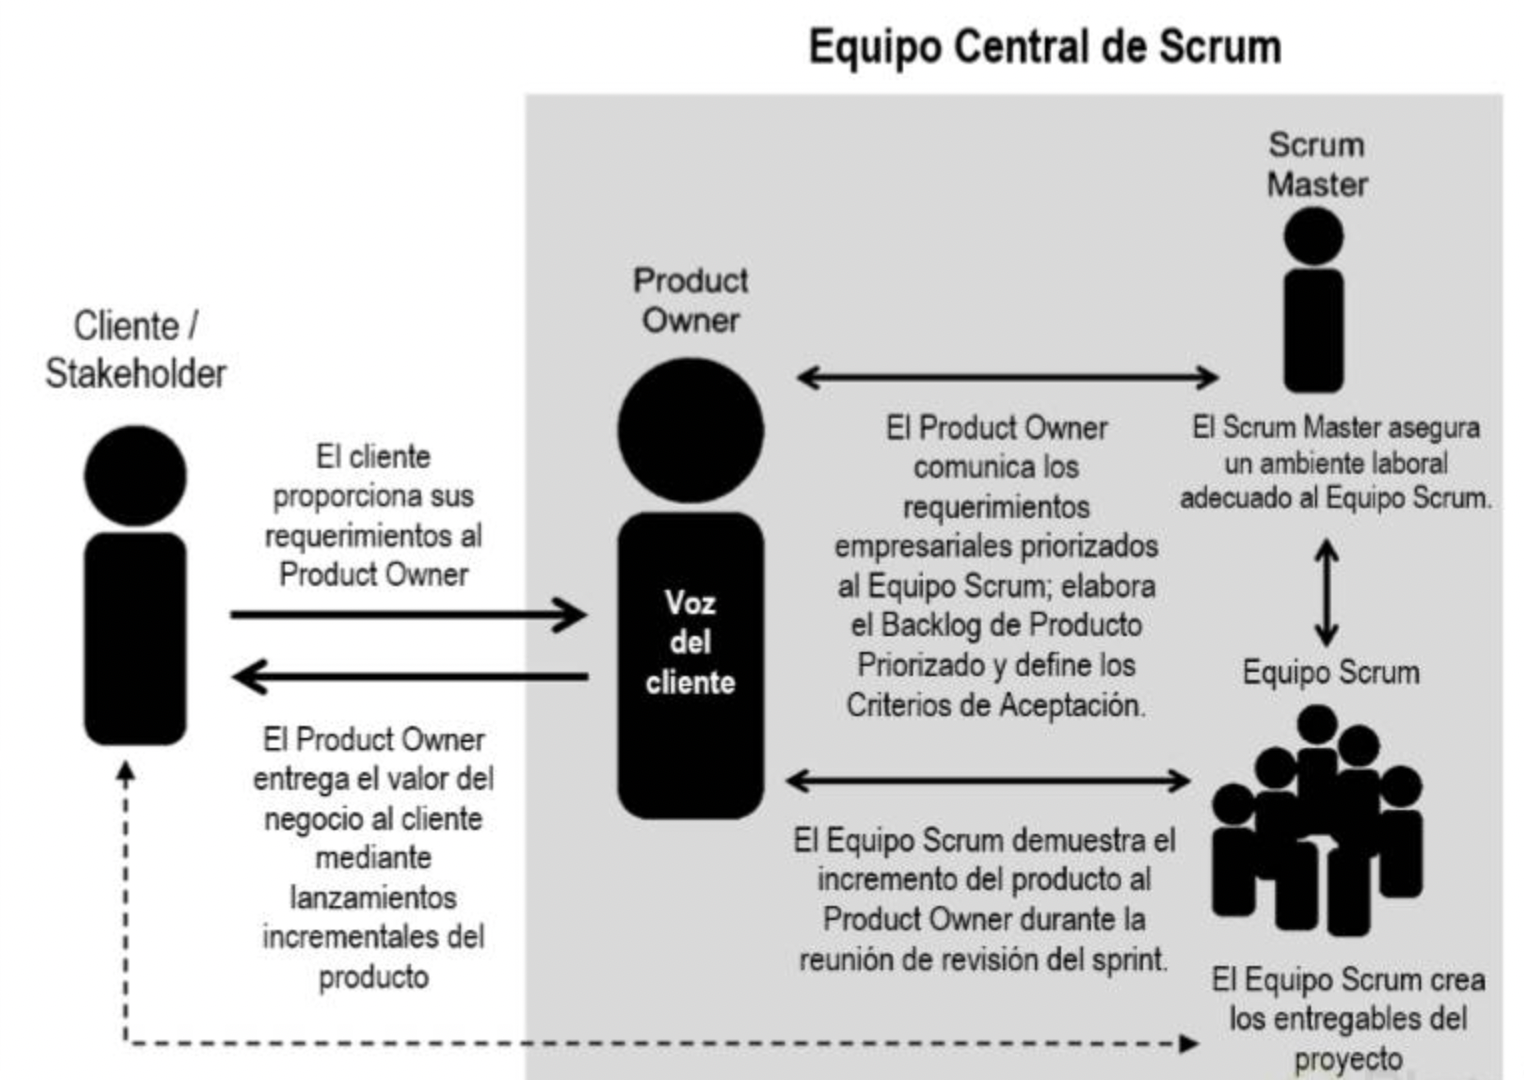 Equipo Central de Scrum
Scrum
Master
Product
Owner
Cliente /
Stakeholder
El cliente
proporciona sus
requerimientos al
Product Owner
Voz
del
cliente
El Product Owner
entrega el valor del
negocio al cliente
mediante
lanzamientos
incrementales del
producto
El Product Owner
comunica los
requerimientos
empresariales priorizados
al Equipo Scrum; elabora
el Backlog de Producto
Priorizado y define los
Criterios de Aceptación.
El Scrum Master asegura
un ambiente laboral
adecuado al Equipo Scrum.
Equipo Scrum
El Equipo Scrum demuestra el
incremento del producto al
Product Owner durante la
reunión de revisión del sprint.
El Equipo Scrum crea
los entregables del
proyecto